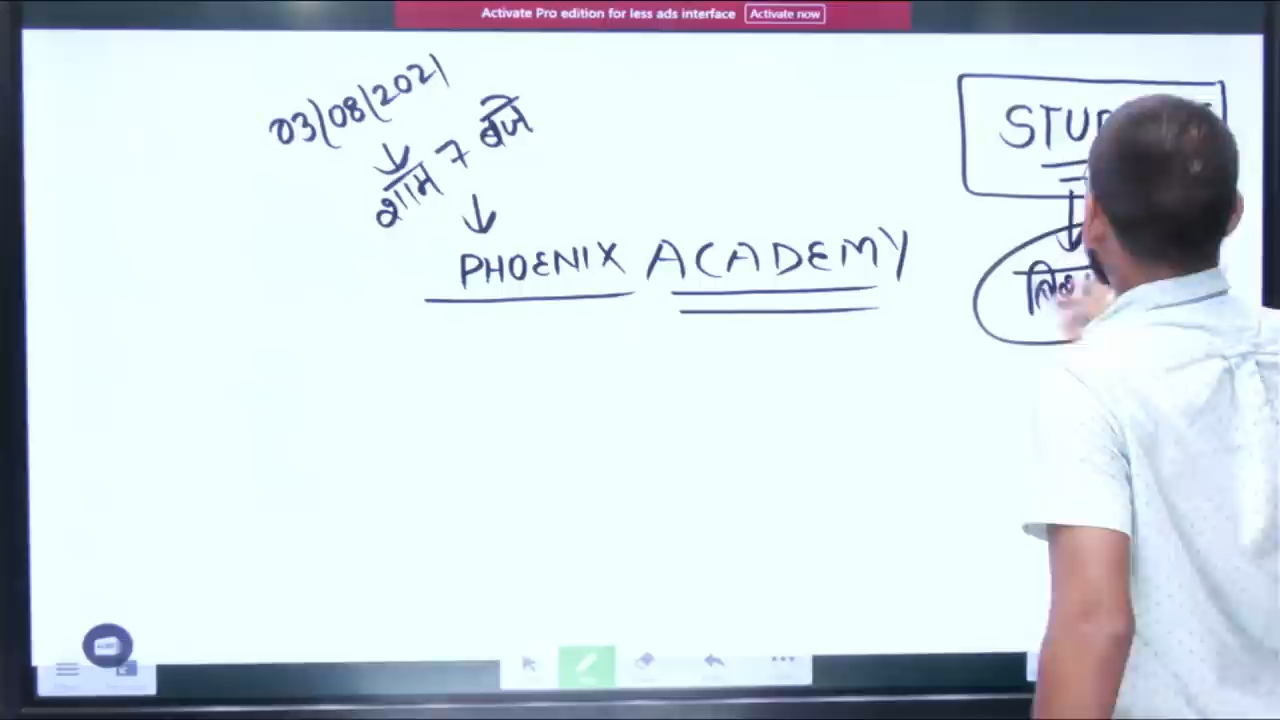 Activate Pro edition for less ads interface Activate now
03/08/2021
शाम 7 बजे
PHOENIX ACADEMY
STU